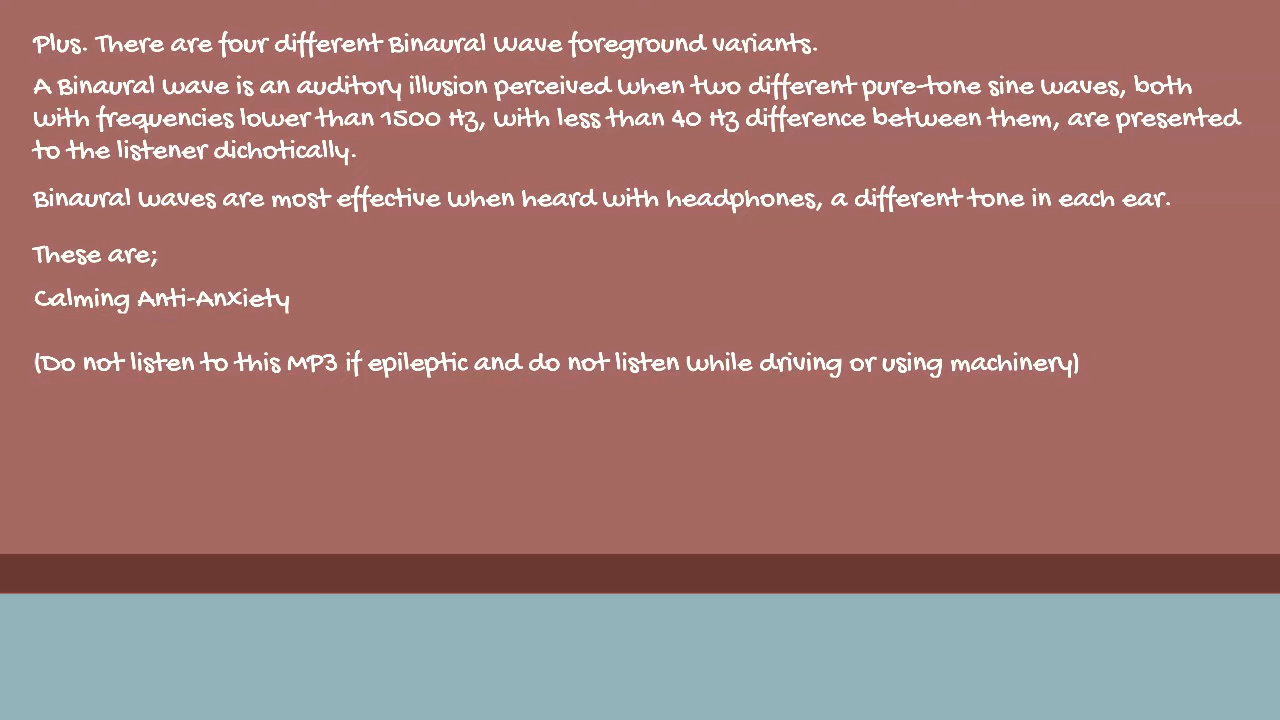 Plus. There are four different Binaural Wave foreground variants.
A Binaural wave is an auditory illusion perceived when two different pure-tone sine waves, both
with frequencies lower than 1500 Hz, with less than 40 Hz difference between them, are presented
to the listener dichotically.
Binaural waves are most effective when heard with headphones, a different tone in each ear.
These are;
Calming Anti-Anxiety
(Do not listen to this MP3 if epileptic and do not listen while driving or using machinery)